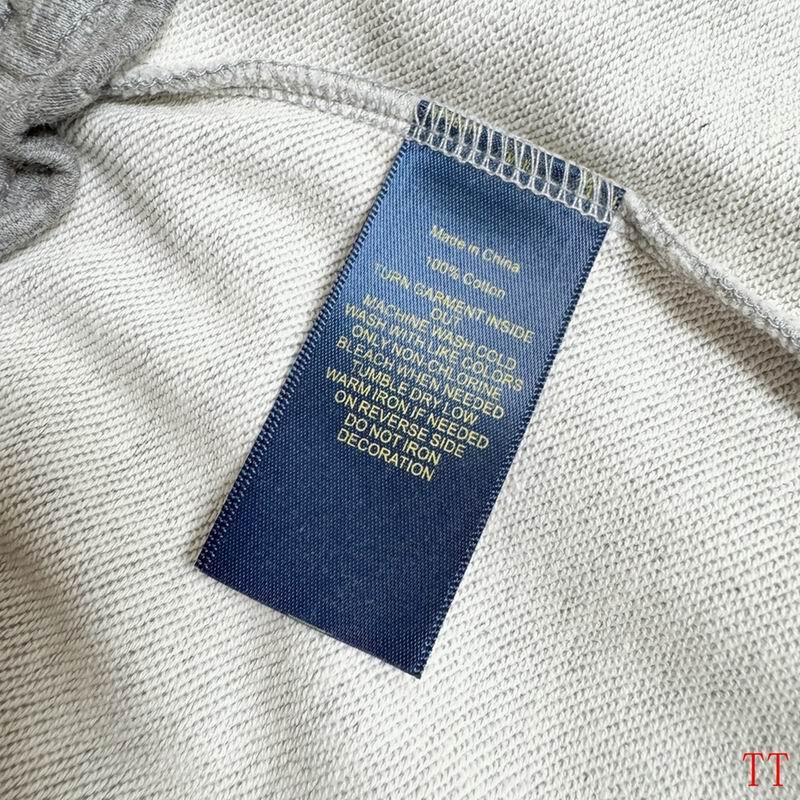 Made in China
100% Cotton
TURN GARMENT INSIDE
OUT
MACHINE WASH COLD
WASH WITH LIKE COLORS
ONLY NON-CHLORINE
BLEACH WHEN NEEDED
TUMBLE DRY LOW
WARM IRON IF NEEDED
ON REVERSE SIDE
DO NOT IRON
DECORATION
TT